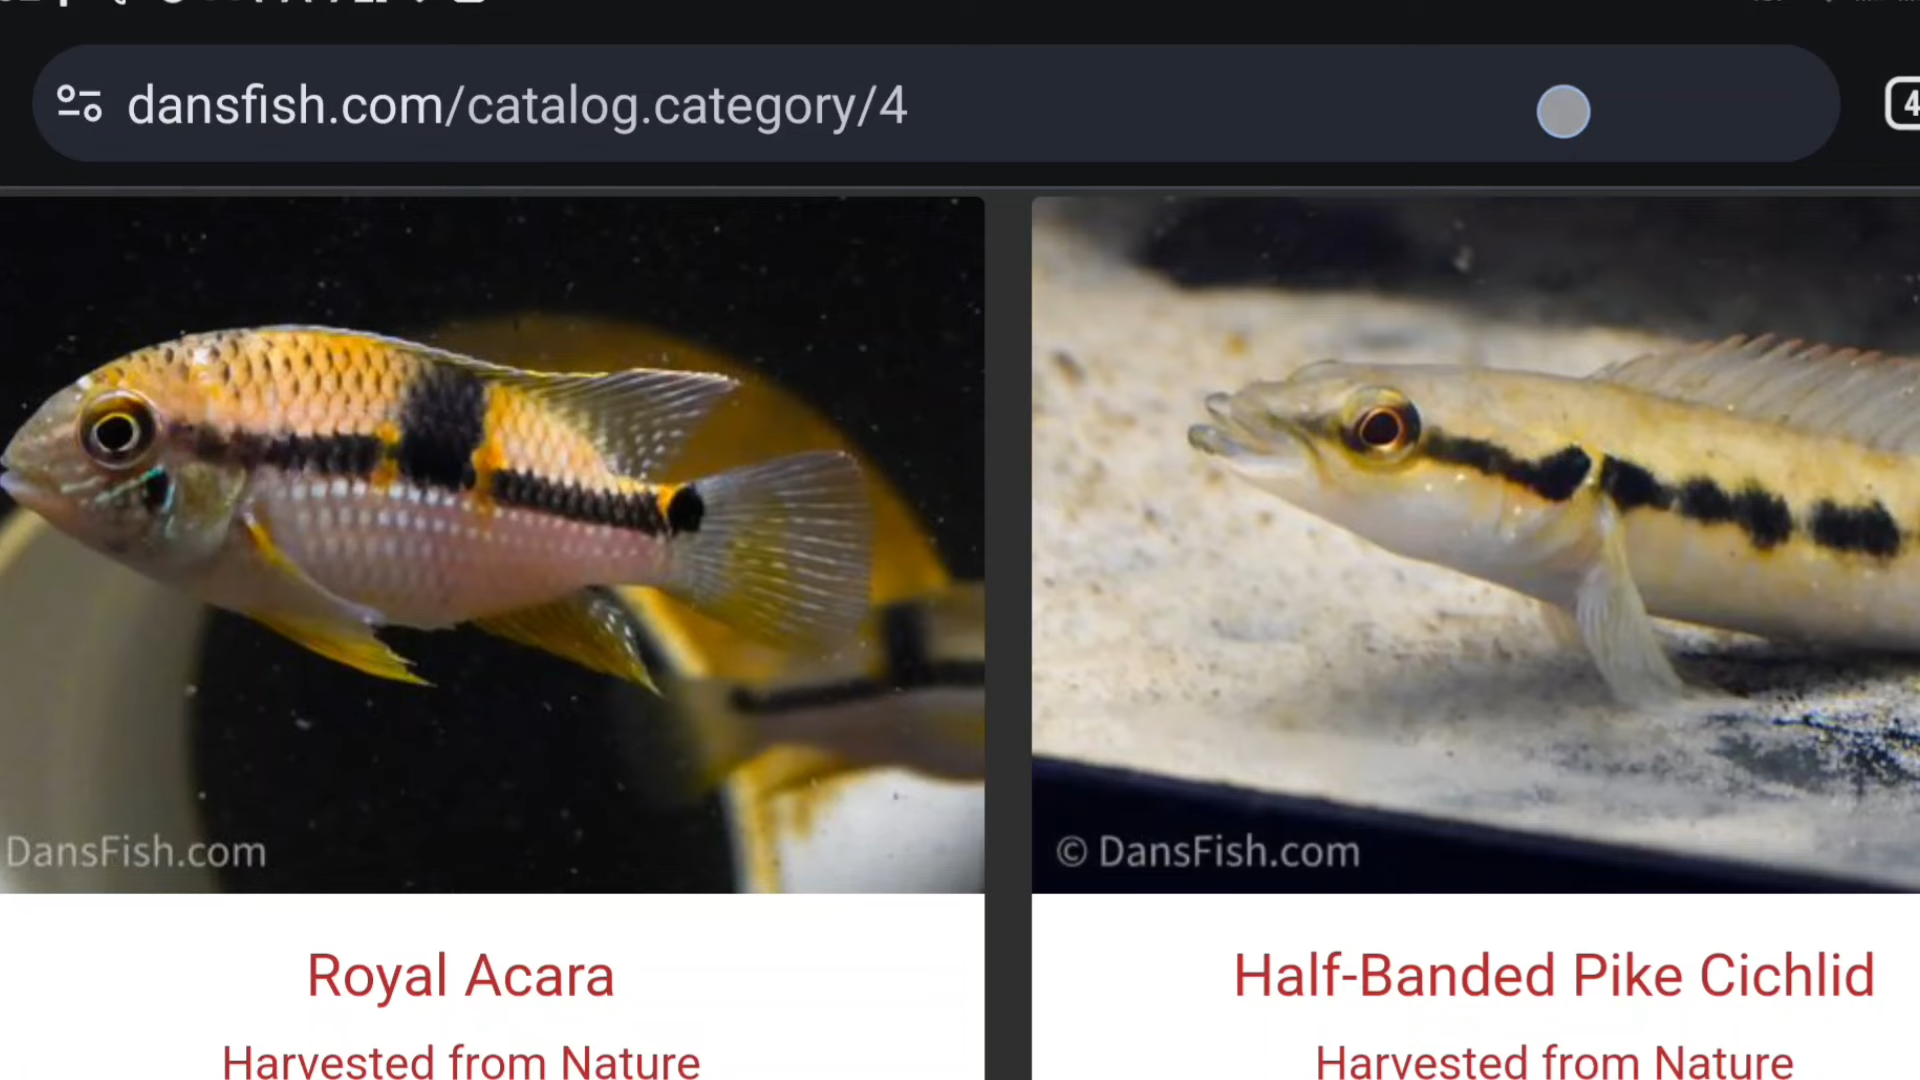 dansfish.com/catalog.category/4
4
DansFish.com
© DansFish.com
Royal Acara
Half-Banded Pike Cichlid
Harvested from Nature
Harvested from Nature